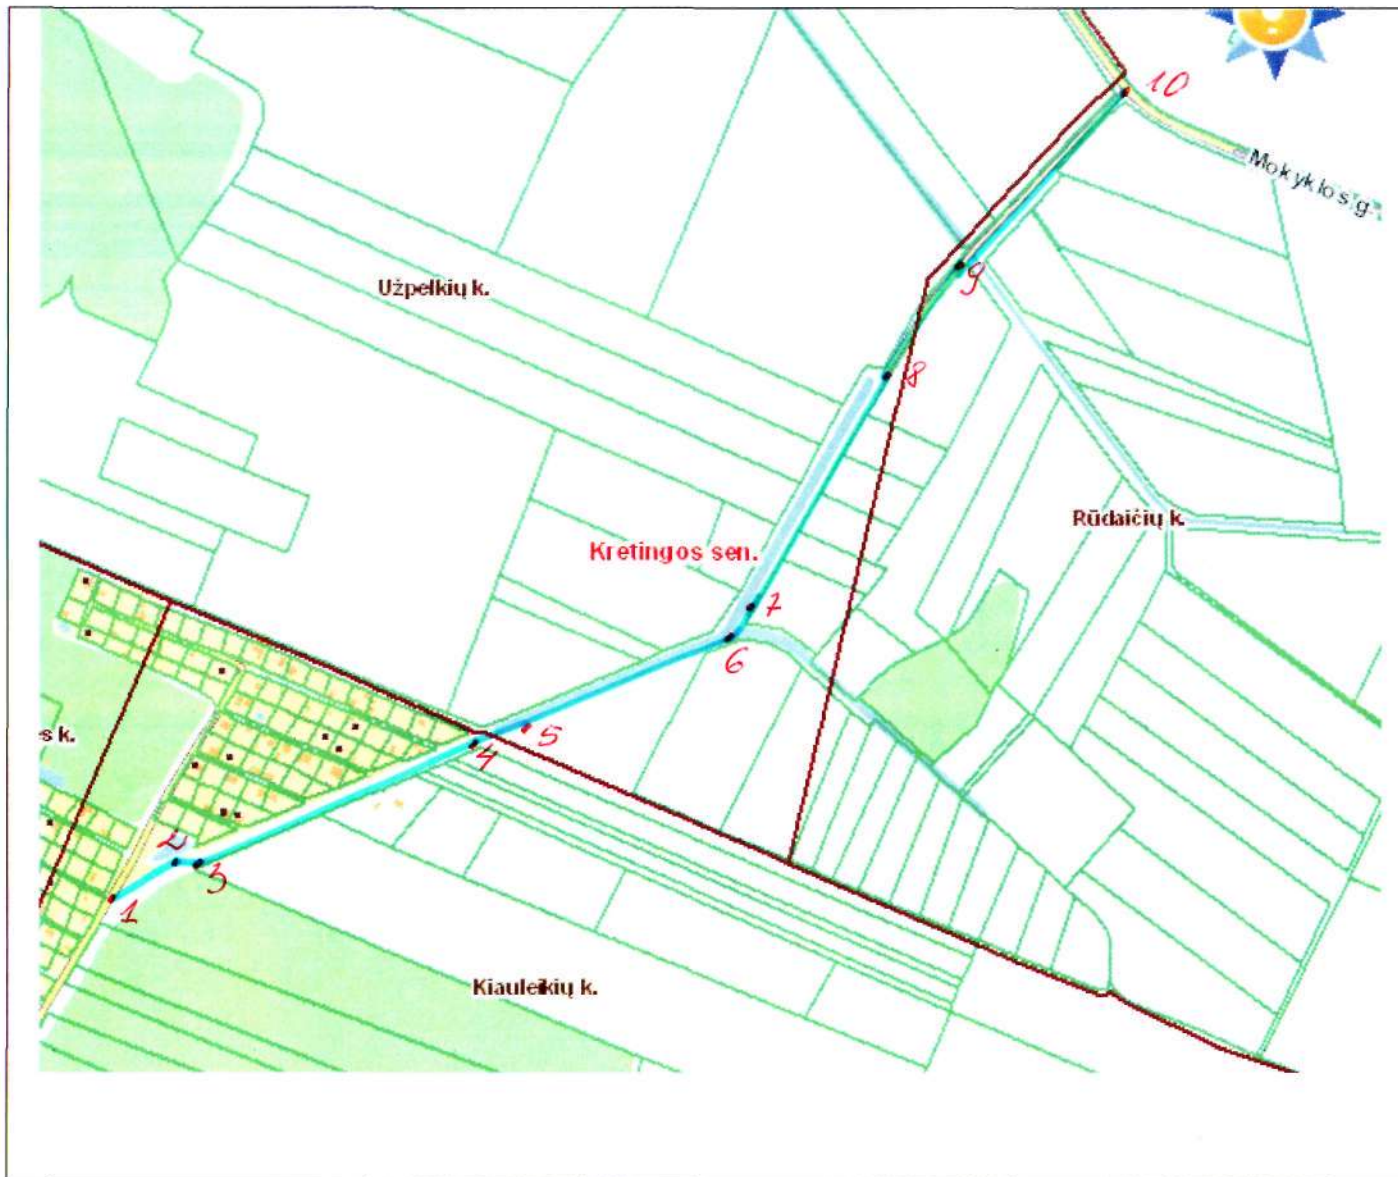 10
Mokyklos g.
9
Užpelkių k.
8
Rūdaičių k.
Kretingos sen.
7
6
5
4
s k.
2
3
1
Kiauleikių k.